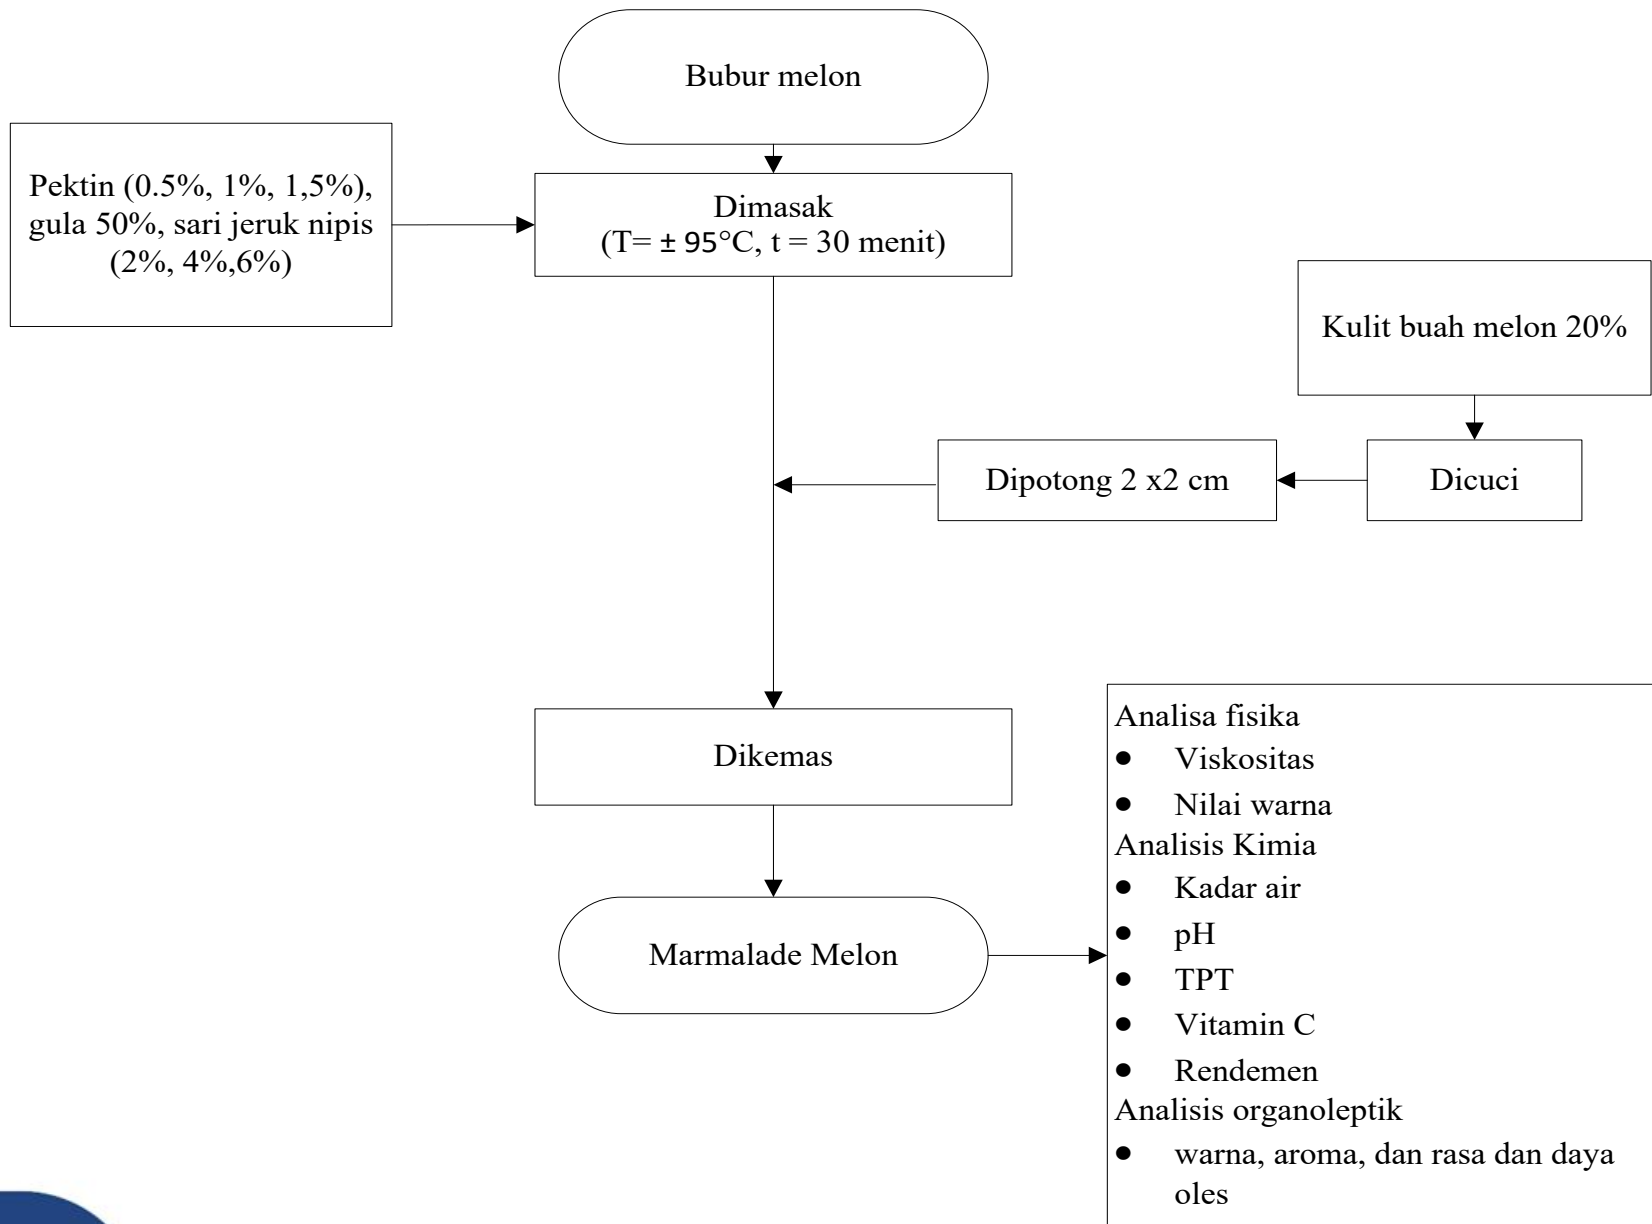 Bubur melon
Pektin (0.5%, 1%, 1,5%),
gula 50%, sari jeruk nipis
(2%, 4%,6%)
Dimasak
(T= ± 95°C, t = 30 menit)
Kulit buah melon 20%
Dicuci
Dipotong 2 x2 cm
Dikemas
Marmalade Melon
Analisa fisika
● Viskositas
● Nilai warna
Analisis Kimia
● Kadar air
● pH
● TPT
● Vitamin C
● Rendemen
Analisis organoleptik
● warna, aroma, dan rasa dan daya
oles